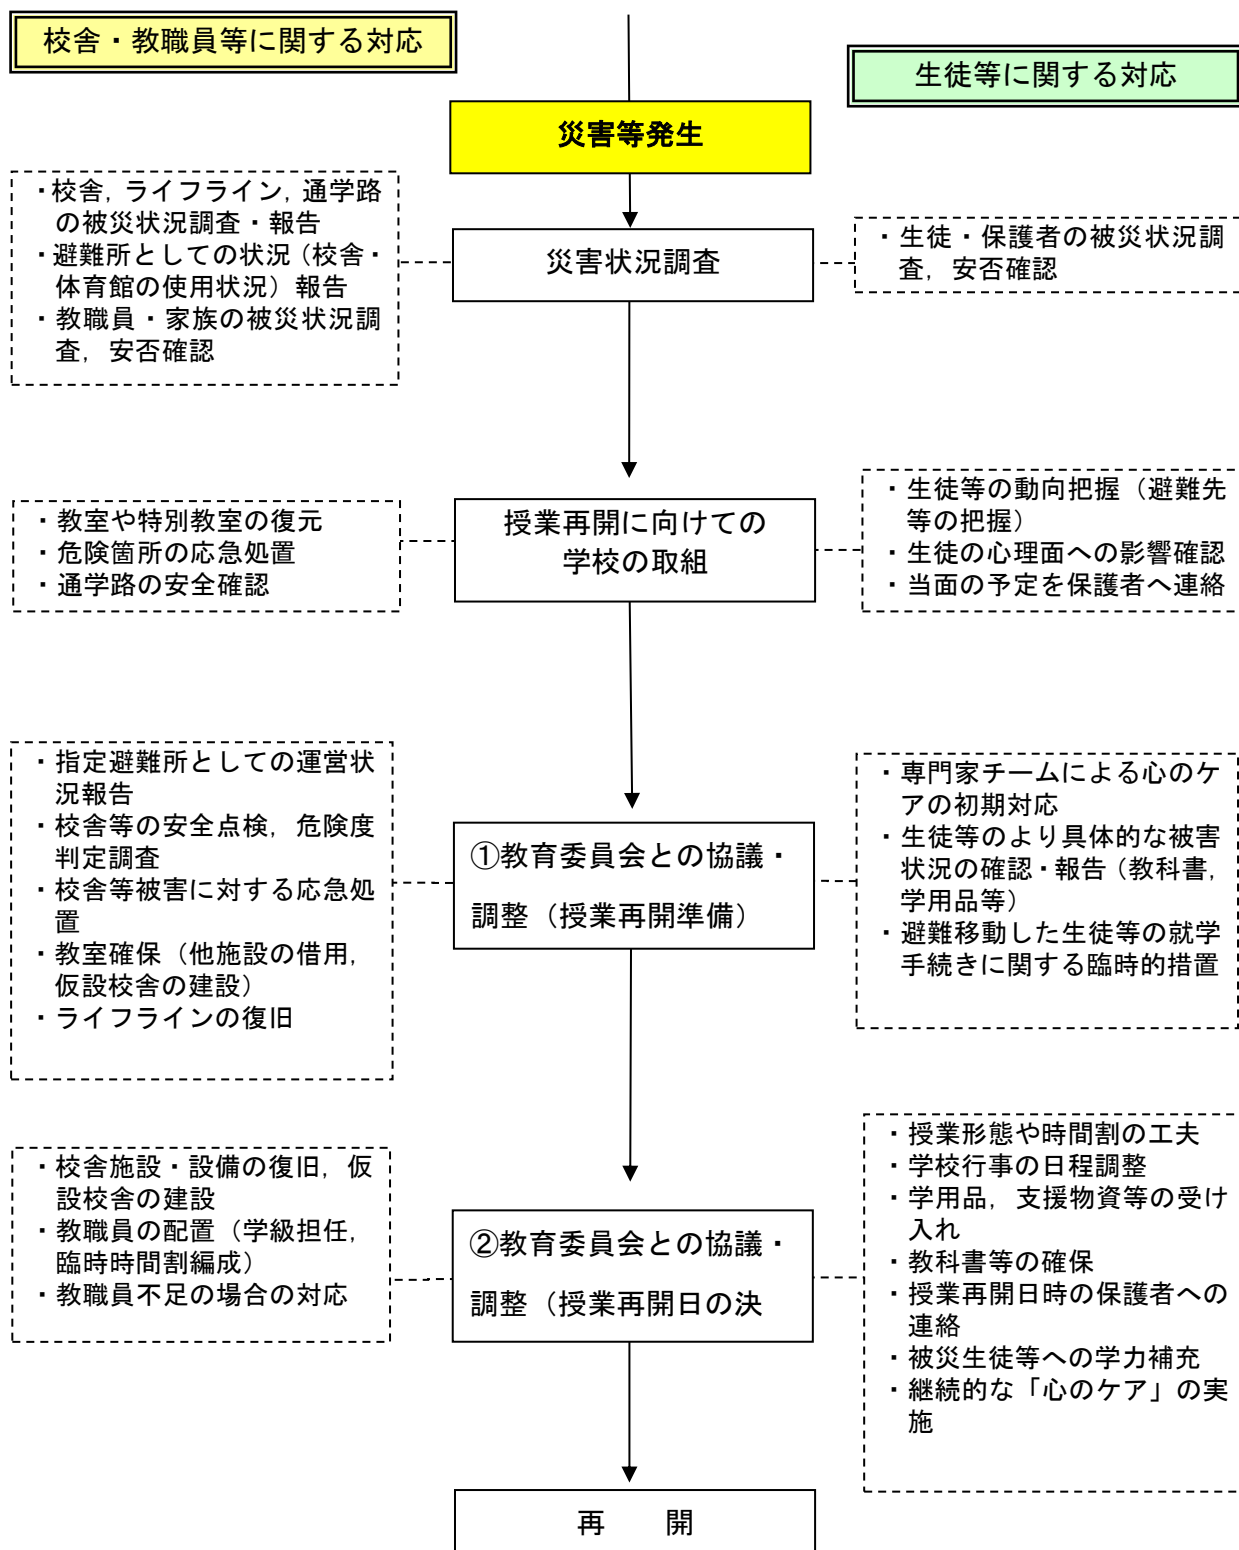 校舎・教職員等に関する対応
生徒等に関する対応
災害等発生
・校舎，ライフライン，通学路
の被災状況調査・報告
・避難所としての状況（校舎・
体育館の使用状況）報告
・教職員・家族の被災状況調
査，安否確認
災害状況調査
・生徒・保護者の被災状況調
査，安否確認
・教室や特別教室の復元
・危険箇所の応急処置
・通学路の安全確認
授業再開に向けての
学校の取組
・生徒等の動向把握（避難先
等の把握）
・生徒の心理面への影響確認
・当面の予定を保護者へ連絡
・指定避難所としての運営状
況報告
・校舎等の安全点検，危険度
判定調査
・校舎等被害に対する応急処
置
・教室確保（他施設の借用，
仮設校舎の建設）
・ライフラインの復旧
①教育委員会との協議・
調整（授業再開準備）
・専門家チームによる心のケ
アの初期対応
・生徒等のより具体的な被害
状況の確認・報告（教科書，
学用品等）
・避難移動した生徒等の就学
手続きに関する臨時的措置
・校舎施設・設備の復旧，仮
設校舎の建設
・教職員の配置（学級担任，
臨時時間割編成）
・教職員不足の場合の対応
②教育委員会との協議・
調整（授業再開日の決
・授業形態や時間割の工夫
・学校行事の日程調整
・学用品，支援物資等の受け
入れ
・教科書等の確保
・授業再開日時の保護者への
連絡
・被災生徒等への学力補充
・継続的な「心のケア」の実
施
再　開